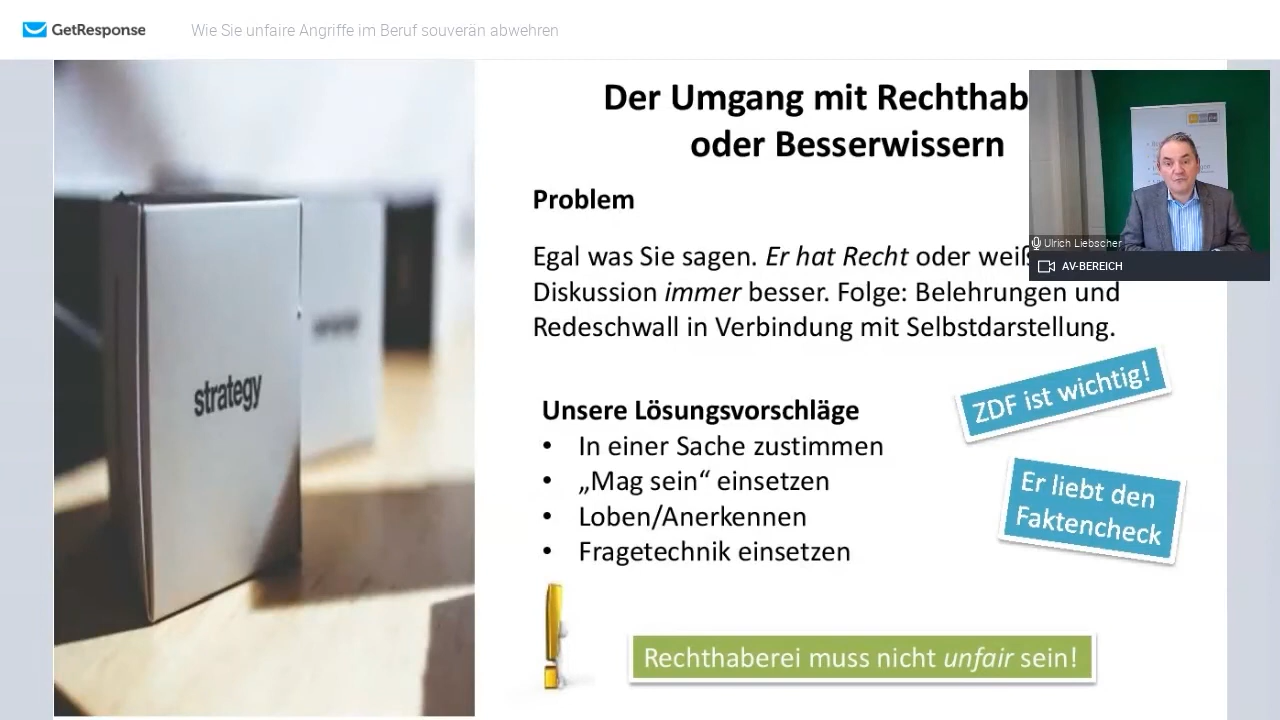 GetResponse
Wie Sie unfaire Angriffe im Beruf souverän abwehren
Der Umgang mit Rechthab
oder Besserwissern
Problem
Egal was Sie sagen. Er hat Recht oder weiß
Diskussion immer besser. Folge: Belehrungen und
Redeschwall in Verbindung mit Selbstdarstellung.
Ulrich Liebscher
AV-BEREICH
strategy
ZDF ist wichtig!
Unsere Lösungsvorschläge
• In einer Sache zustimmen
• „Mag sein“ einsetzen
• Loben/Anerkennen
• Fragetechnik einsetzen
Er liebt den
Faktencheck
Rechthaberei muss nicht unfair sein!